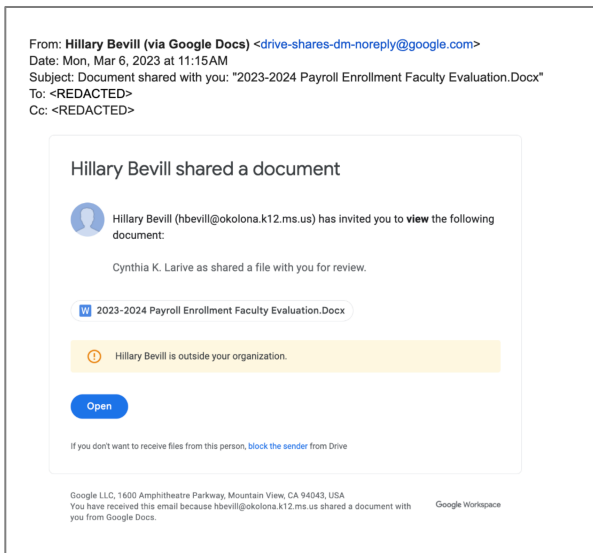 From: Hillary Bevill (via Google Docs) <drive-shares-dm-noreply@google.com>
Date: Mon, Mar 6, 2023 at 11:15AM
Subject: Document shared with you: "2023-2024 Payroll Enrollment Faculty Evaluation.Docx"
To: <REDACTED>
Cc: <REDACTED>
Hillary Bevill shared a document
Hillary Bevill (hbevill@okolona.k12.ms.us) has invited you to view the following
document:
Cynthia K. Larive as shared a file with you for review.
W 2023-2024 Payroll Enrollment Faculty Evaluation.Docx
Hillary Bevill is outside your organization.
Open
If you don't want to receive files from this person, block the sender from Drive
Google LLC, 1600 Amphitheatre Parkway, Mountain View, CA 94043, USA
You have received this email because hbevill@okolona.k12.ms.us shared a document with
you from Google Docs.
Google Workspace